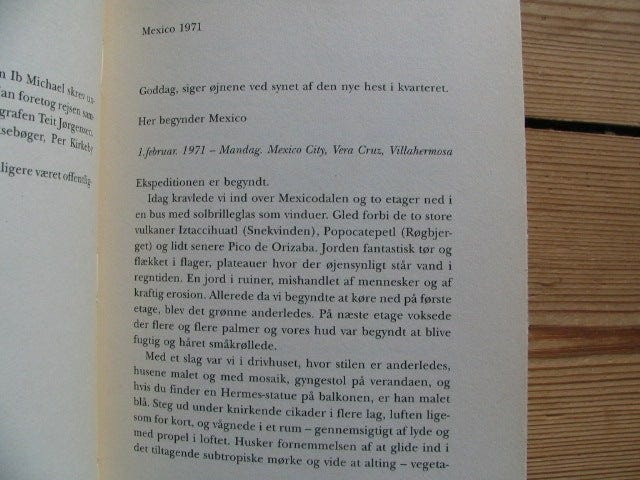 n Ib Michael skrev un-
an foretog rejsen sam-
grafen Teit Jørgensen,
sebøger, Per Kirkeby
ligere været offentlig-
Mexico 1971
Goddag, siger øjnene ved synet af den nye hest i kvarteret.
Her begynder Mexico
1.februar. 1971 – Mandag. Mexico City, Vera Cruz, Villahermosa
Ekspeditionen er begyndt.
Idag kravlede vi ind over Mexicodalen og to etager ned i
en bus med solbrilleglas som vinduer. Gled forbi de to store
vulkaner Iztaccihuatl (Snekvinden), Popocatepetl (Røgbjer-
get) og lidt senere Pico de Orizaba. Jorden fantastisk tør og
flækket i flager, plateauer hvor der øjensynligt står vand i
regntiden. En jord i ruiner, mishandlet af mennesker og af
kraftig erosion. Allerede da vi begyndte at køre ned på første
etage, blev det grønne anderledes. På næste etage voksede
der flere og flere palmer og vores hud var begyndt at blive
fugtig og håret småkrøllede.
Med et slag var vi i drivhuset, hvor stilen er anderledes,
husene malet og med mosaik, gyngestol på verandaen, og
hvis du finder en Hermes-statue på balkonen, er han malet
blå. Steg ud under knirkende cikader i flere lag, luften lige-
som for kort, og vågnede i et rum – gennemsigtigt af lyde og
med propel i loftet. Husker fornemmelsen af at glide ind i
det tiltagende subtropiske mørke og vide at alting – vegeta-